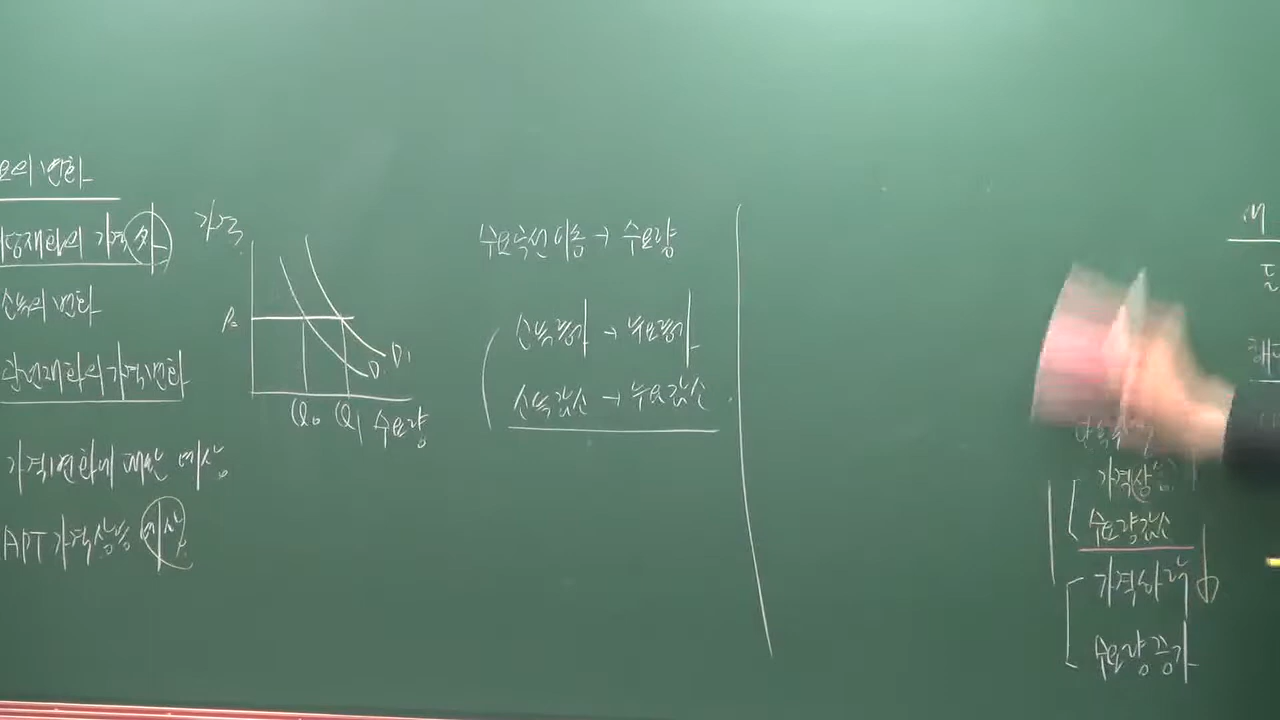 요의 변화
해당재화의 가격 外
소득의 변화
관련재화의 가격변화
가격변화에 대한 예상
APT 가격상승 예상
가격
P₀
D
D₁
Q₀ Q₁ 수요량
수요곡선 이동 → 수요량
소득증가 → 수요증가
소득감소 → 수요감소
가격상승
수요량감소
가격하락
수요량증가